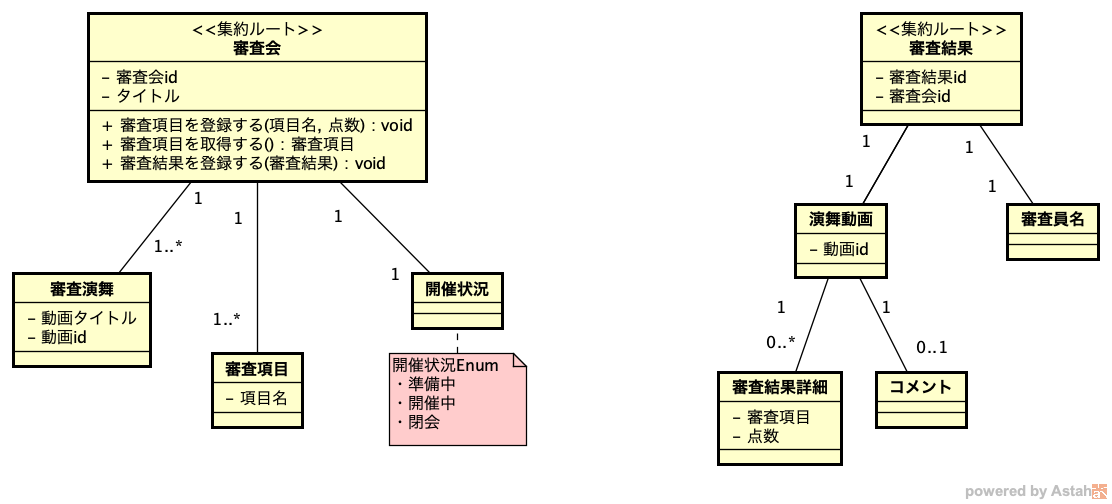 <<集約ルート>>
審査会
- 審査会id
- タイトル
+ 審査項目を登録する(項目名, 点数) : void
+ 審査項目を取得する() : 審査項目
+ 審査結果を登録する(審査結果) : void
1
1..*
1
1..*
1
1
審査演舞
- 動画タイトル
- 動画id
審査項目
- 項目名
開催状況
開催状況Enum
・準備中
・開催中
・閉会
<<集約ルート>>
審査結果
- 審査結果id
- 審査会id
1
1
1
1
演舞動画
- 動画id
審査員名
1
0..*
1
0..1
審査結果詳細
- 審査項目
- 点数
コメント
powered by Astah